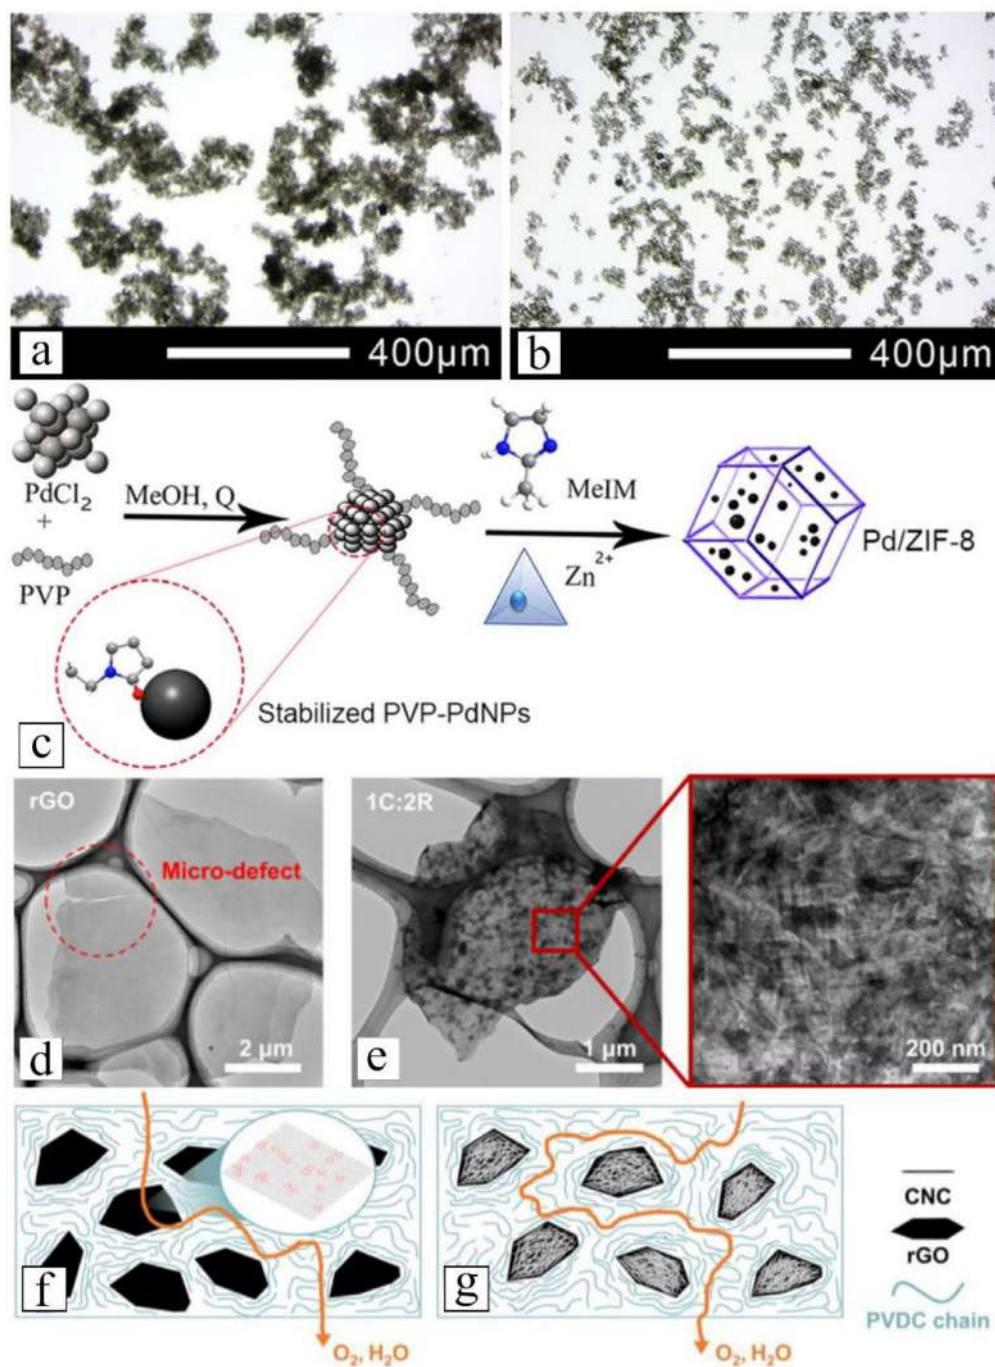 a
400μm
b
400μm
PdCl2
+
PVP
MeOH, Q
MeIM
Zn2+
Pd/ZIF-8
Stabilized PVP-PdNPs
c
rGO
Micro-defect
d
2 μm
1C:2R
e
1 μm
200 nm
f
O2, H2O
g
O2, H2O
CNC
rGO
PVDC chain